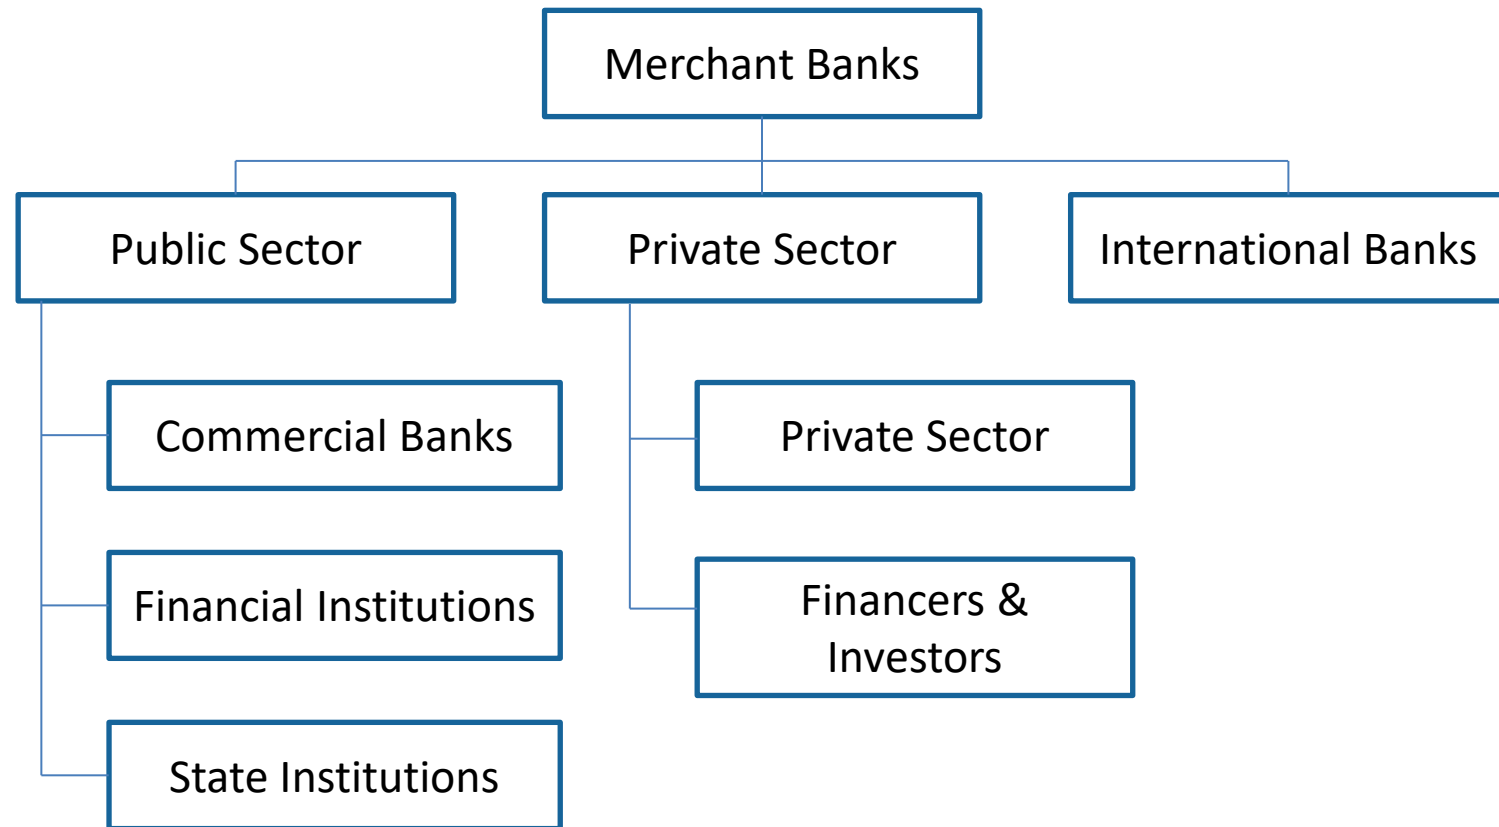 Merchant Banks
Public Sector
Private Sector
International Banks
Commercial Banks
Private Sector
Financial Institutions
Financers &
Investors
State Institutions